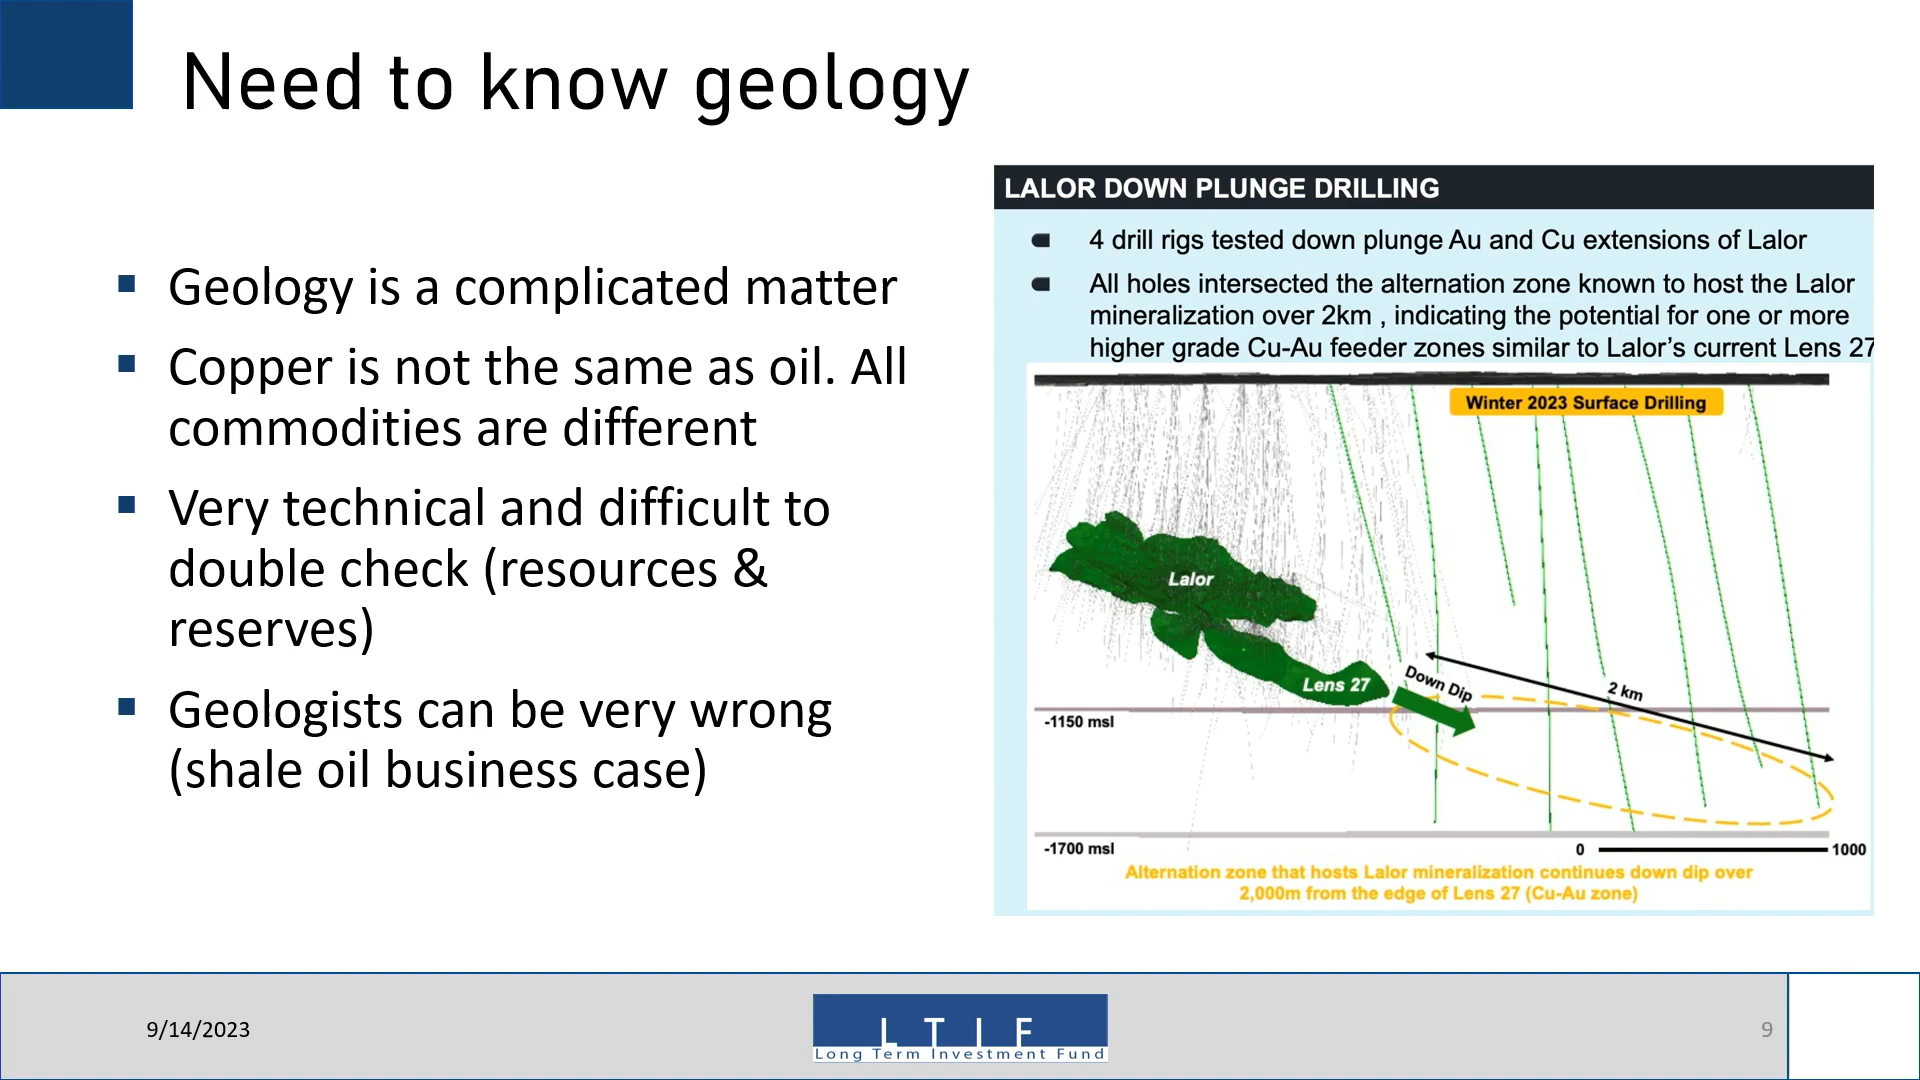 Need to know geology
Geology is a complicated matter
Copper is not the same as oil. All
commodities are different
Very technical and difficult to
double check (resources &
reserves)
Geologists can be very wrong
(shale oil business case)
LALOR DOWN PLUNGE DRILLING
4 drill rigs tested down plunge Au and Cu extensions of Lalor
All holes intersected the alternation zone known to host the Lalor
mineralization over 2km , indicating the potential for one or more
higher grade Cu-Au feeder zones similar to Lalor’s current Lens 27
Winter 2023 Surface Drilling
Lalor
Lens 27
Down Dip
2 km
-1150 msl
-1700 msl
0
1000
Alternation zone that hosts Lalor mineralization continues down dip over
2,000m from the edge of Lens 27 (Cu-Au zone)
9/14/2023
LTIF
Long Term Investment Fund
9